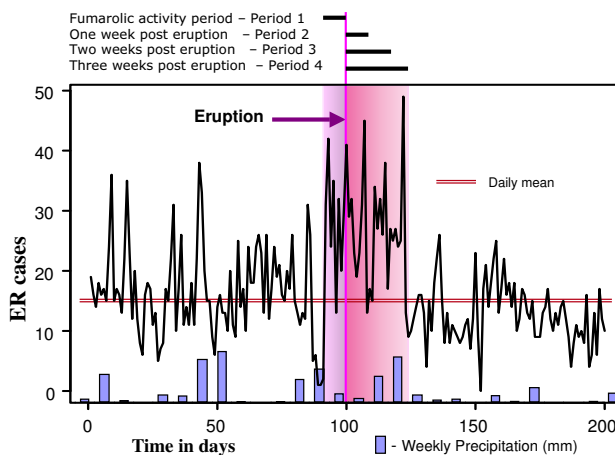 Fumarolic activity period – Period 1
One week post eruption – Period 2
Two weeks post eruption – Period 3
Three weeks post eruption – Period 4
50
Eruption
40
Daily mean
30
ER cases
20
10
0
0 50 100 150 200
Time in days
- Weekly Precipitation (mm)